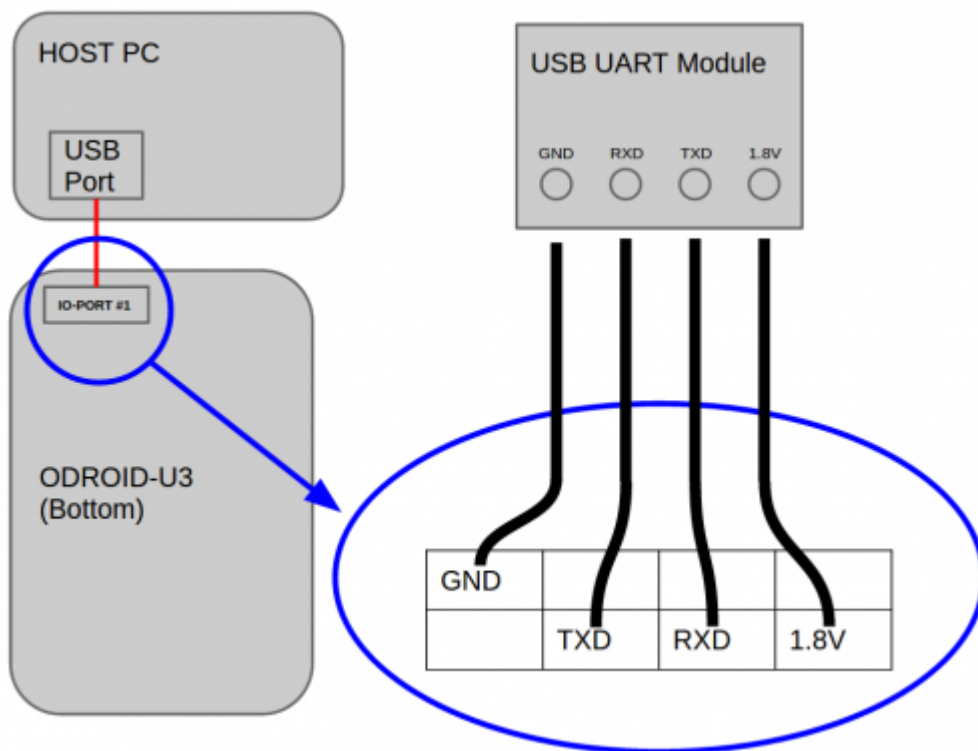 HOST PC
USB
Port
IO-PORT #1
ODROID-U3
(Bottom)
USB UART Module
GND RXD TXD 1.8V
GND
TXD RXD 1.8V